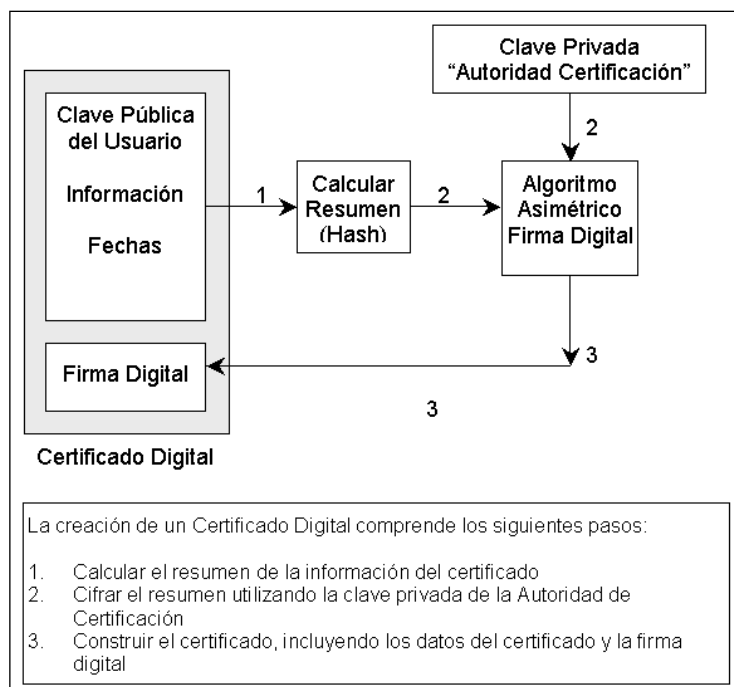 Clave Privada
“Autoridad Certificación”
Clave Pública
del Usuario
Información
Fechas
1
Calcular
Resumen
(Hash)
2
2
Algoritmo
Asimétrico
Firma Digital
3
3
Firma Digital
Certificado Digital
La creación de un Certificado Digital comprende los siguientes pasos:
1. Calcular el resumen de la información del certificado
2. Cifrar el resumen utilizando la clave privada de la Autoridad de
Certificación
3. Construir el certificado, incluyendo los datos del certificado y la firma
digital